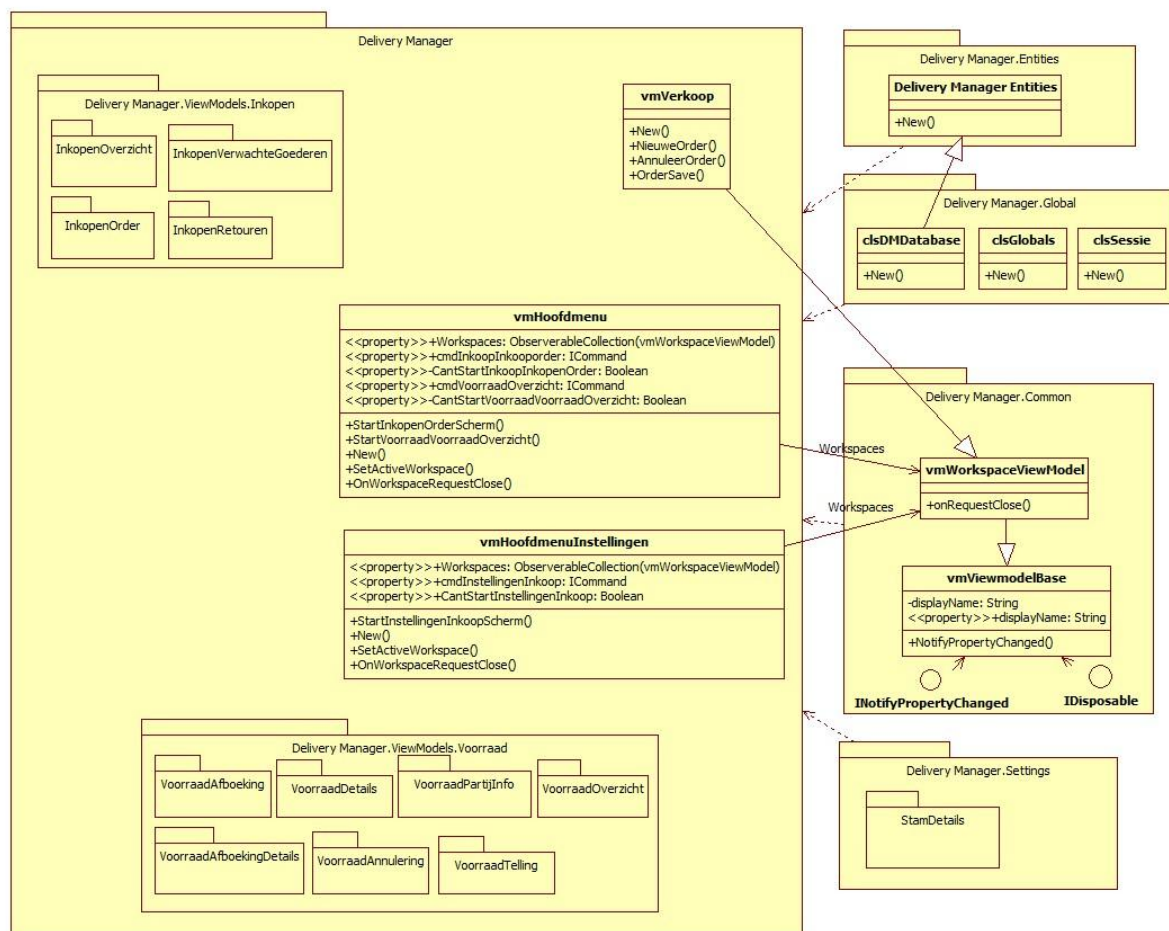 Delivery Manager
Delivery Manager.ViewModels.Inkopen
InkopenOverzicht
InkopenVerwachteGoederen
InkopenOrder
InkopenRetouren
vmVerkoop
+New()
+NieuweOrder()
+AnnuleerOrder()
+OrderSave()
Delivery Manager.Entities
Delivery Manager Entities
+New()
Delivery Manager.Global
clsDMDatabase
+New()
clsGlobals
+New()
clsSessie
+New()
vmHoofdmenu
<<property>>+Workspaces: ObserverableCollection(vmWorkspaceViewModel)
<<property>>+cmdInkoopInkooporder: ICommand
<<property>>-CantStartInkoopInkopenOrder: Boolean
<<property>>+cmdVoorraadOverzicht: ICommand
<<property>>-CantStartVoorraadVoorraadOverzicht: Boolean
+StartInkopenOrderScherm()
+StartVoorraadVoorraadOverzicht()
+New()
+SetActiveWorkspace()
+OnWorkspaceRequestClose()
Workspaces
Delivery Manager.Common
vmWorkspaceViewModel
+onRequestClose()
Workspaces
vmHoofdmenuInstellingen
<<property>>+Workspaces: ObserverableCollection(vmWorkspaceViewModel)
<<property>>+cmdInstellingenInkoop: ICommand
<<property>>+CantStartInstellingenInkoop: Boolean
+StartInstellingenInkoopScherm()
+New()
+SetActiveWorkspace()
+OnWorkspaceRequestClose()
vmViewmodelBase
-displayName: String
<<property>>+displayName: String
+NotifyPropertyChanged()
INotifyPropertyChanged
IDisposable
Delivery Manager.ViewModels.Voorraad
VoorraadAfboeking
VoorraadDetails
VoorraadPartijInfo
VoorraadOverzicht
VoorraadAfboekingDetails
VoorraadAnnulering
VoorraadTelling
Delivery Manager.Settings
StamDetails